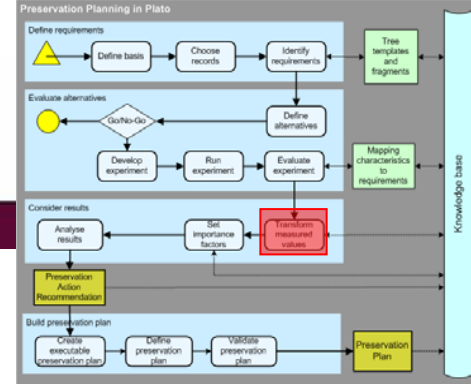 Preservation Planning in Plato
Define requirements
Define basis
Choose
records
Identify
requirements
Tree
templates
and
fragments
Evaluate alternatives
Go/No-Go
Define
alternatives
Develop
experiment
Run
experiment
Evaluate
experiment
Mapping
characteristics
to
requirements
Knowledge base
Consider results
Analyse
results
Set
importance
factors
Transform
measured
values
Preservation
Action
Recommendation
Build preservation plan
Create
executable
preservation plan
Define
preservation
plan
Validate
preservation
plan
Preservation
Plan